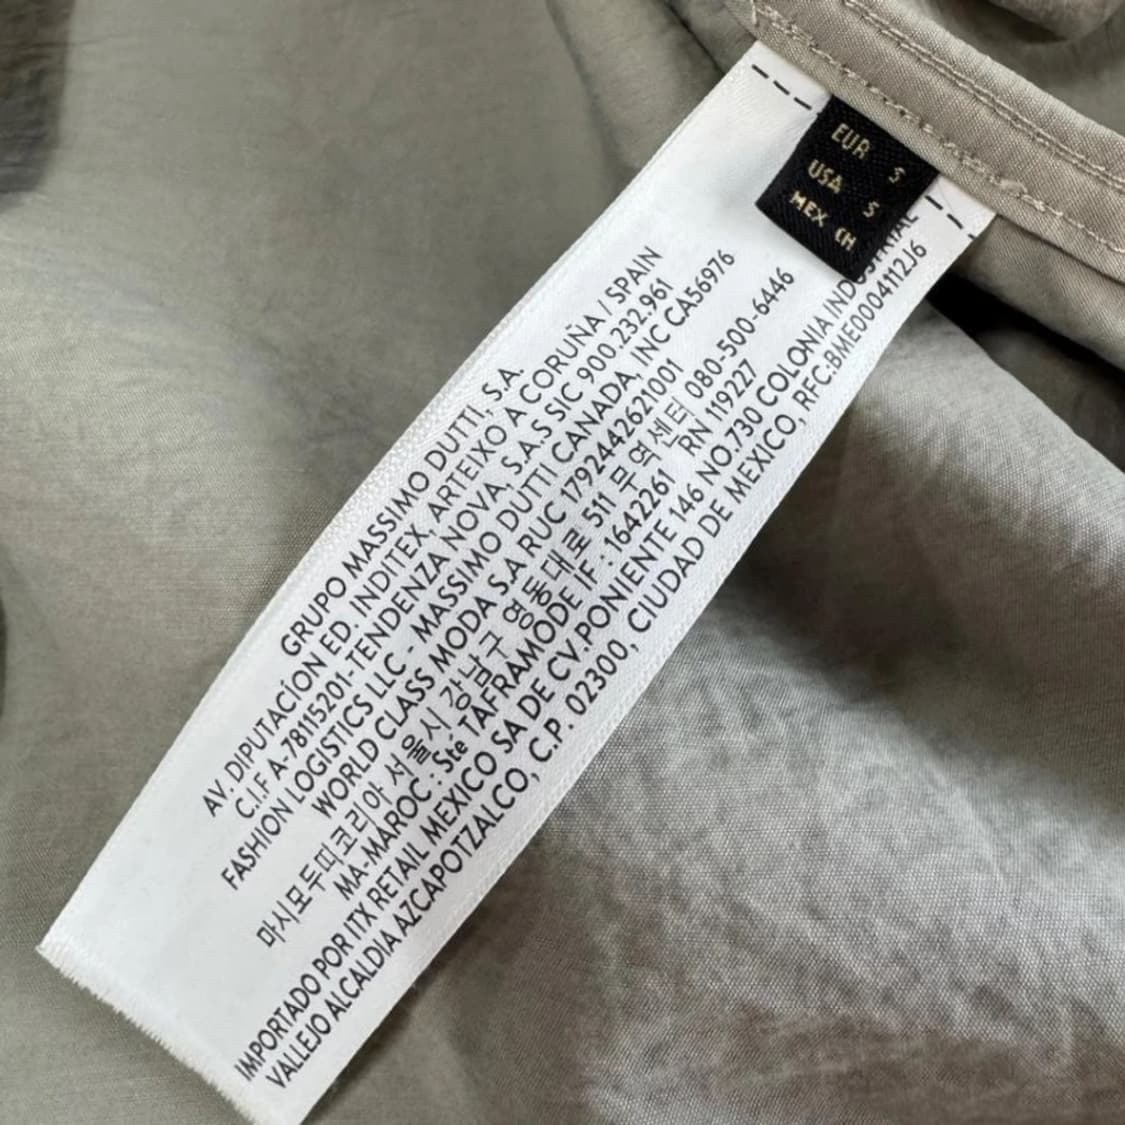 EUR S
USA S
MEX CH
GRUPO MASSIMO DUTTI, S.A.
AV. DIPUTACÍON ED. INDITEX, ARTEIXO A CORUÑA / SPAIN
C.I.F A-78115201-TENDENZA NOVA, S.A.S SIC 900.232.961
FASHION LOGISTICS LLC - MASSIMO DUTTI CANADA, INC CA56976
WORLD CLASS MODA S.A RUC 1792442621001
마시모두띠코리아 서울시 강남구 영동대로 511 무역센터 080-500-6446
MA-MAROC : Sté TAFRAMODE IF : 1642261 RN 119227
IMPORTADO POR ITX RETAIL MEXICO SA DE CV.PONIENTE 146 NO.730 COLONIA INDUSTRIAL
VALLEJO ALCALDIA AZCAPOTZALCO, C.P. 02300, CIUDAD DE MEXICO, RFC:BME0004112J6